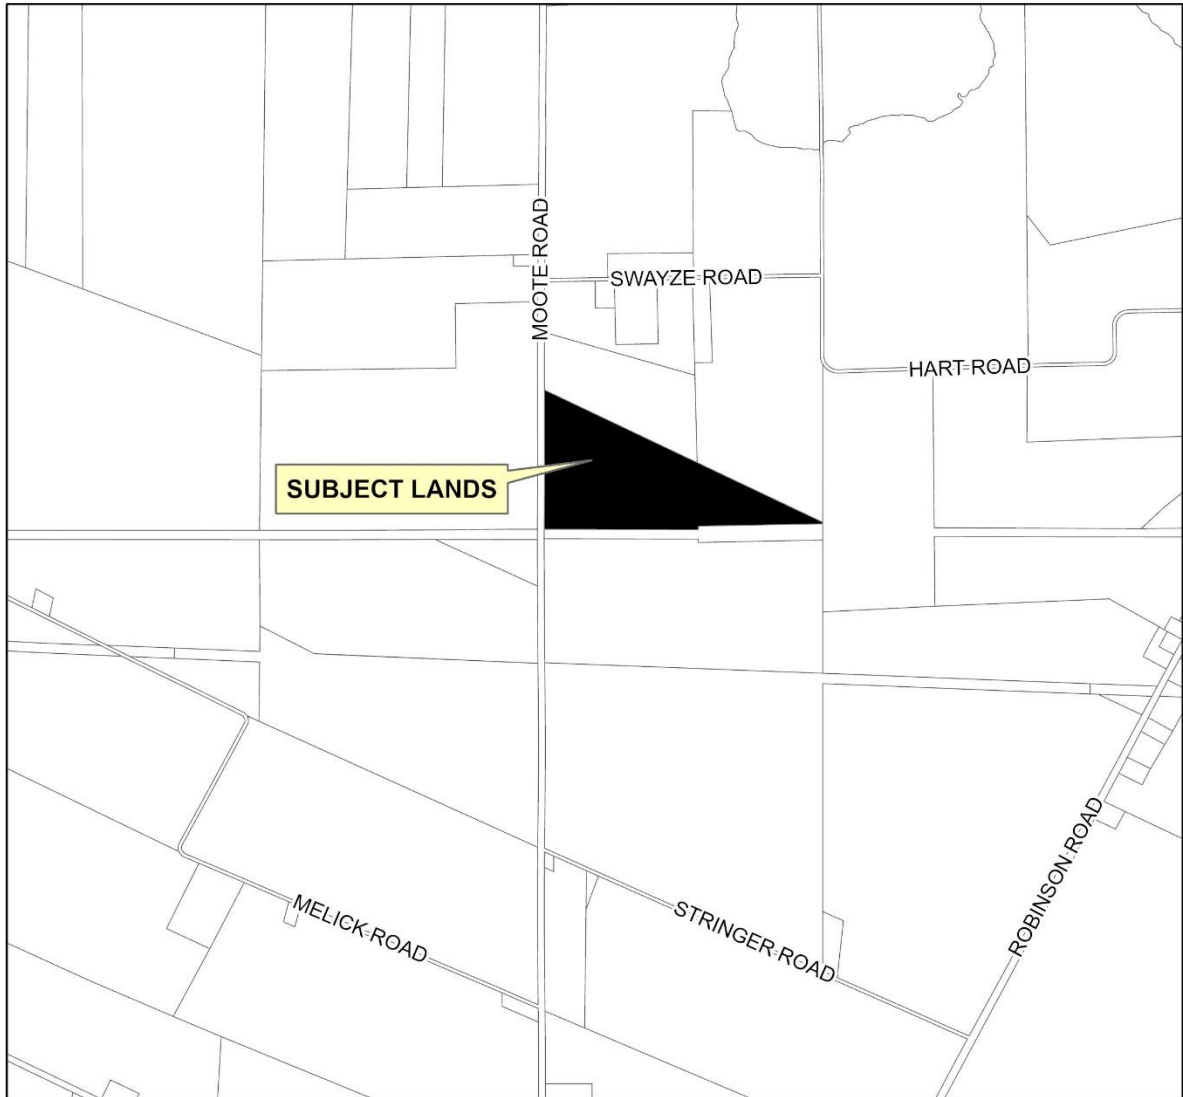 MOOTE ROAD
SWAYZE ROAD
HART ROAD
SUBJECT LANDS
MELICK ROAD
STRINGER ROAD
ROBINSON ROAD